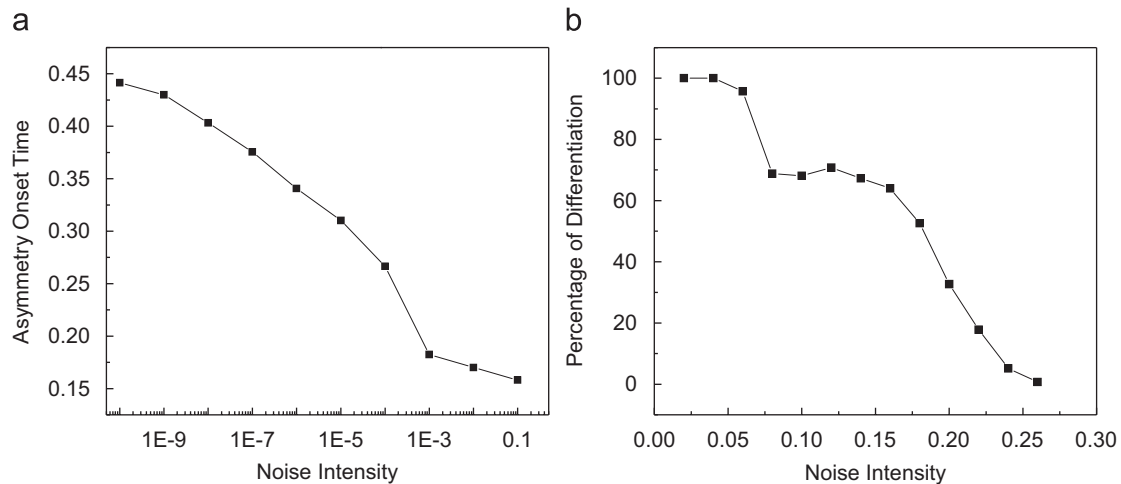 a
Asymmetry Onset Time
0.45
0.40
0.35
0.30
0.25
0.20
0.15
1E-9 1E-7 1E-5 1E-3 0.1
Noise Intensity
b
Percentage of Differentiation
100
80
60
40
20
0
0.00 0.05 0.10 0.15 0.20 0.25 0.30
Noise Intensity